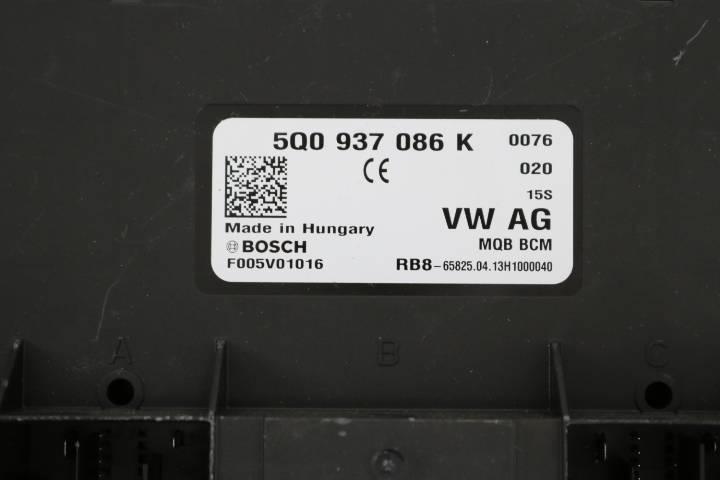 5Q0 937 086 K 0076
CE 020
15S
Made in Hungary VW AG
BOSCH MQB BCM
F005V01016 RB8-65825.04.13H1000040
A B C